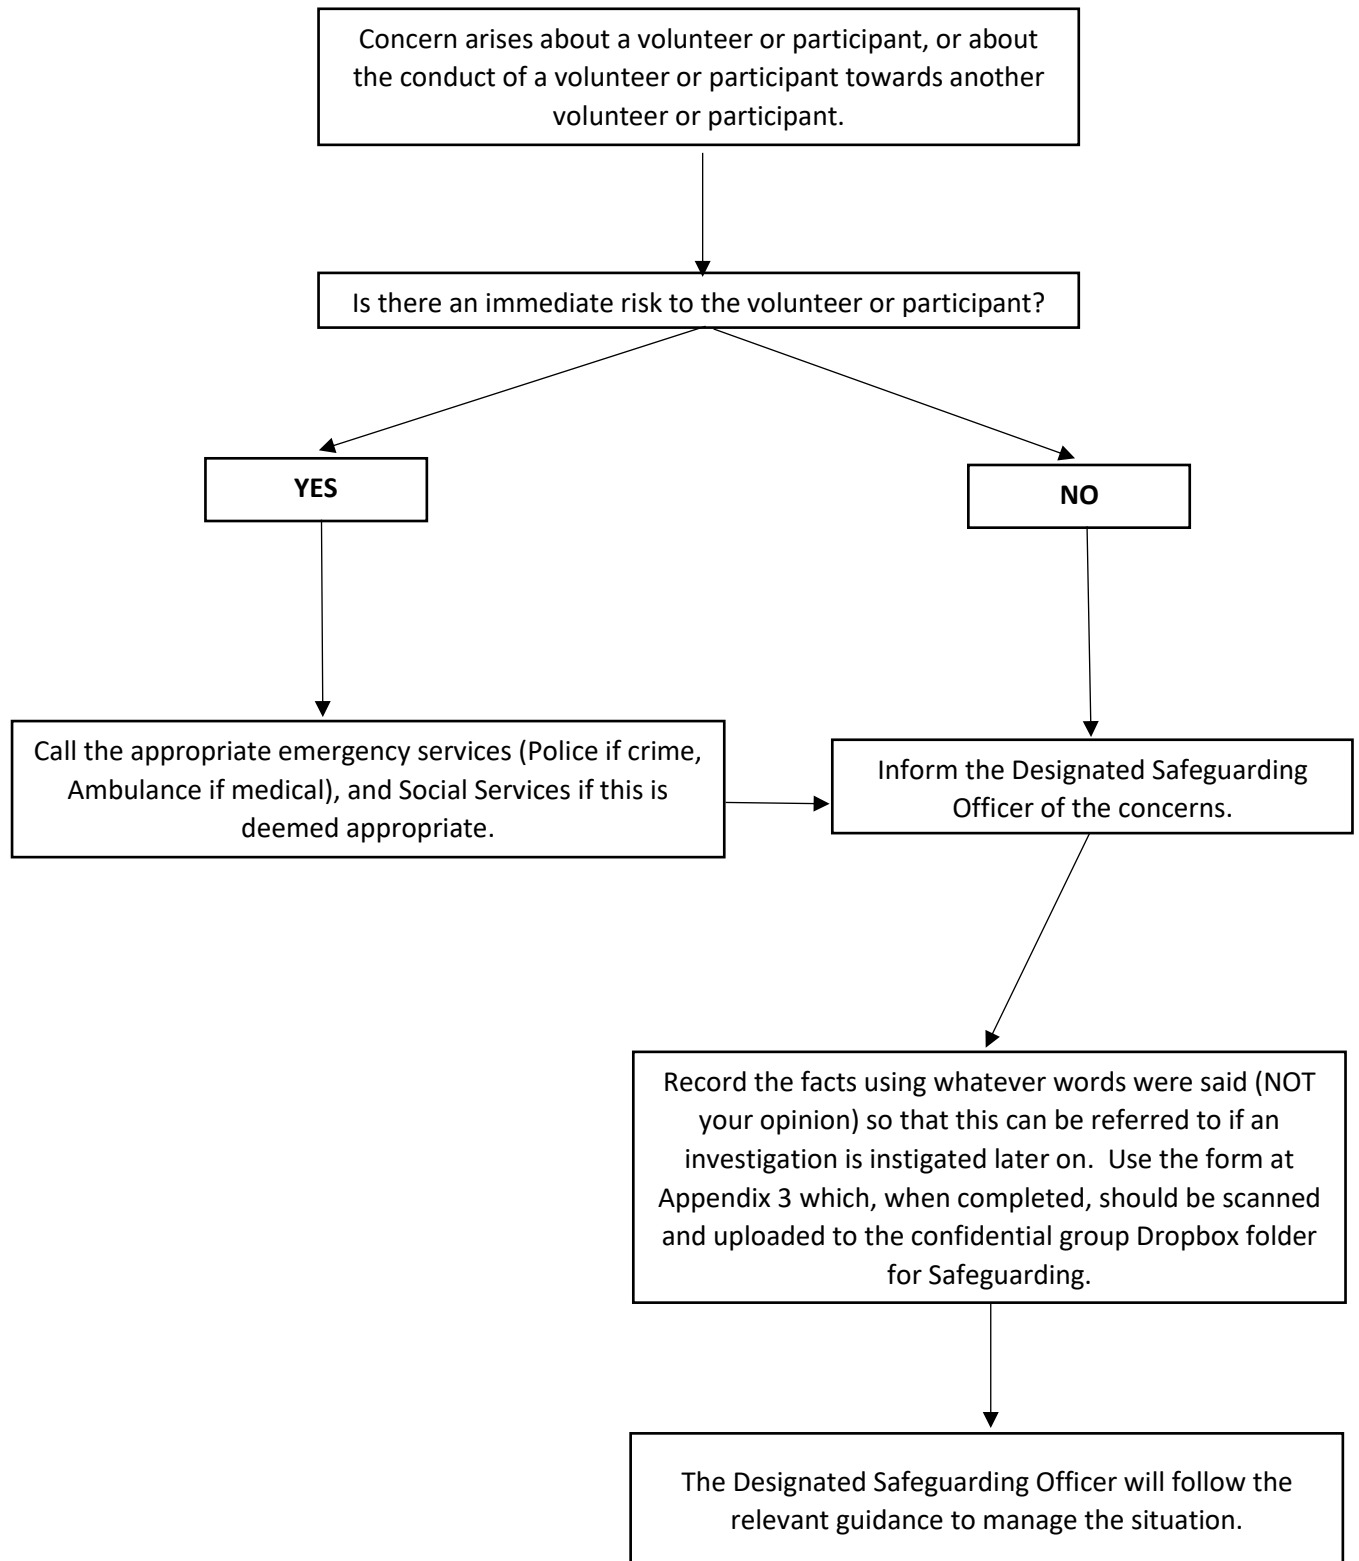 Concern arises about a volunteer or participant, or about
the conduct of a volunteer or participant towards another
volunteer or participant.
Is there an immediate risk to the volunteer or participant?
YES
NO
Call the appropriate emergency services (Police if crime,
Ambulance if medical), and Social Services if this is
deemed appropriate.
Inform the Designated Safeguarding
Officer of the concerns.
Record the facts using whatever words were said (NOT
your opinion) so that this can be referred to if an
investigation is instigated later on.  Use the form at
Appendix 3 which, when completed, should be scanned
and uploaded to the confidential group Dropbox folder
for Safeguarding.
The Designated Safeguarding Officer will follow the
relevant guidance to manage the situation.